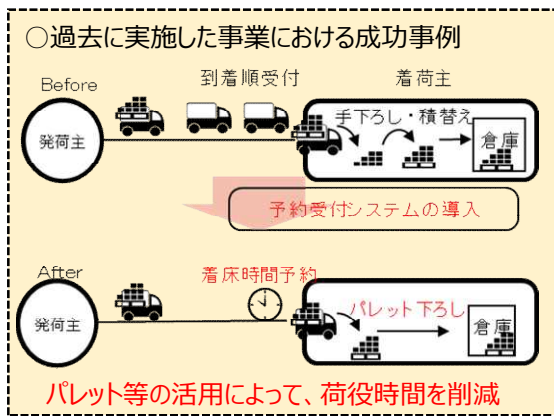 ○過去に実施した事業における成功事例
Before
到着順受付
着荷主
発荷主
手下ろし・積替え
倉庫
予約受付システムの導入
After
着床時間予約
発荷主
パレット下ろし
倉庫
パレット等の活用によって、荷役時間を削減